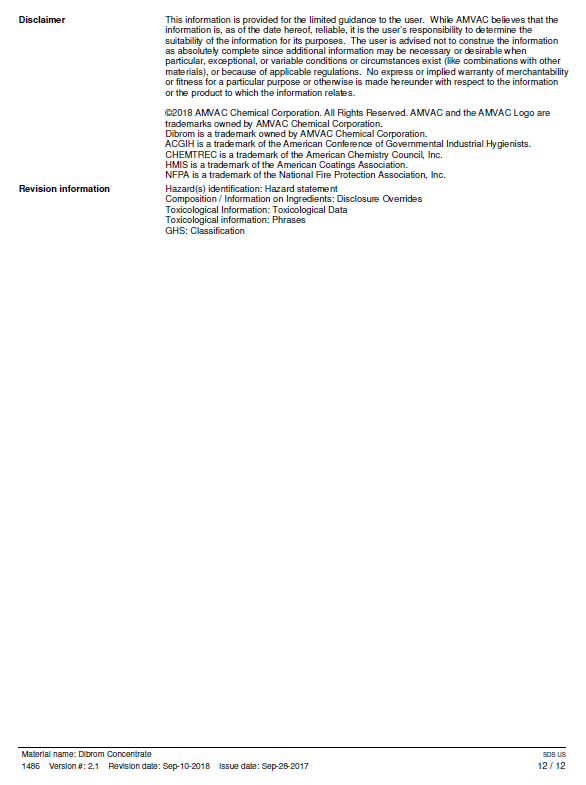 Disclaimer
This information is provided for the limited guidance to the user. While AMVAC believes that the
information is, as of the date hereof, reliable, it is the user's responsibility to determine the
suitability of the information for its purposes. The user is advised not to construe the information
as absolutely complete since additional information may be necessary or desirable when
particular, exceptional, or variable conditions or circumstances exist (like combinations with other
materials), or because of applicable regulations. No express or implied warranty of merchantability
or fitness for a particular purpose or otherwise is made hereunder with respect to the information
or the product to which the information relates.
©2018 AMVAC Chemical Corporation. All Rights Reserved. AMVAC and the AMVAC Logo are
trademarks owned by AMVAC Chemical Corporation.
Dibrom is a trademark owned by AMVAC Chemical Corporation.
ACGIH is a trademark of the American Conference of Governmental Industrial Hygienists.
CHEMTREC is a trademark of the American Chemistry Council, Inc.
HMIS is a trademark of the American Coatings Association.
NFPA is a trademark of the National Fire Protection Association, Inc.
Revision information
Hazard(s) identification: Hazard statement
Composition / Information on Ingredients: Disclosure Overrides
Toxicological Information: Toxicological Data
Toxicological information: Phrases
GHS: Classification
Material name: Dibrom Concentrate
SDS US
1486 Version #: 2.1 Revision date: Sep-10-2018 Issue date: Sep-28-2017
12 / 12